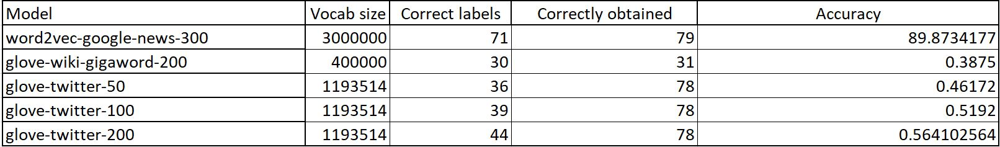 Model Vocab size Correct labels Correctly obtained Accuracy
word2vec-google-news-300 3000000 71 79 89.8734177
glove-wiki-gigaword-200 400000 30 31 0.3875
glove-twitter-50 1193514 36 78 0.46172
glove-twitter-100 1193514 39 78 0.5192
glove-twitter-200 1193514 44 78 0.564102564